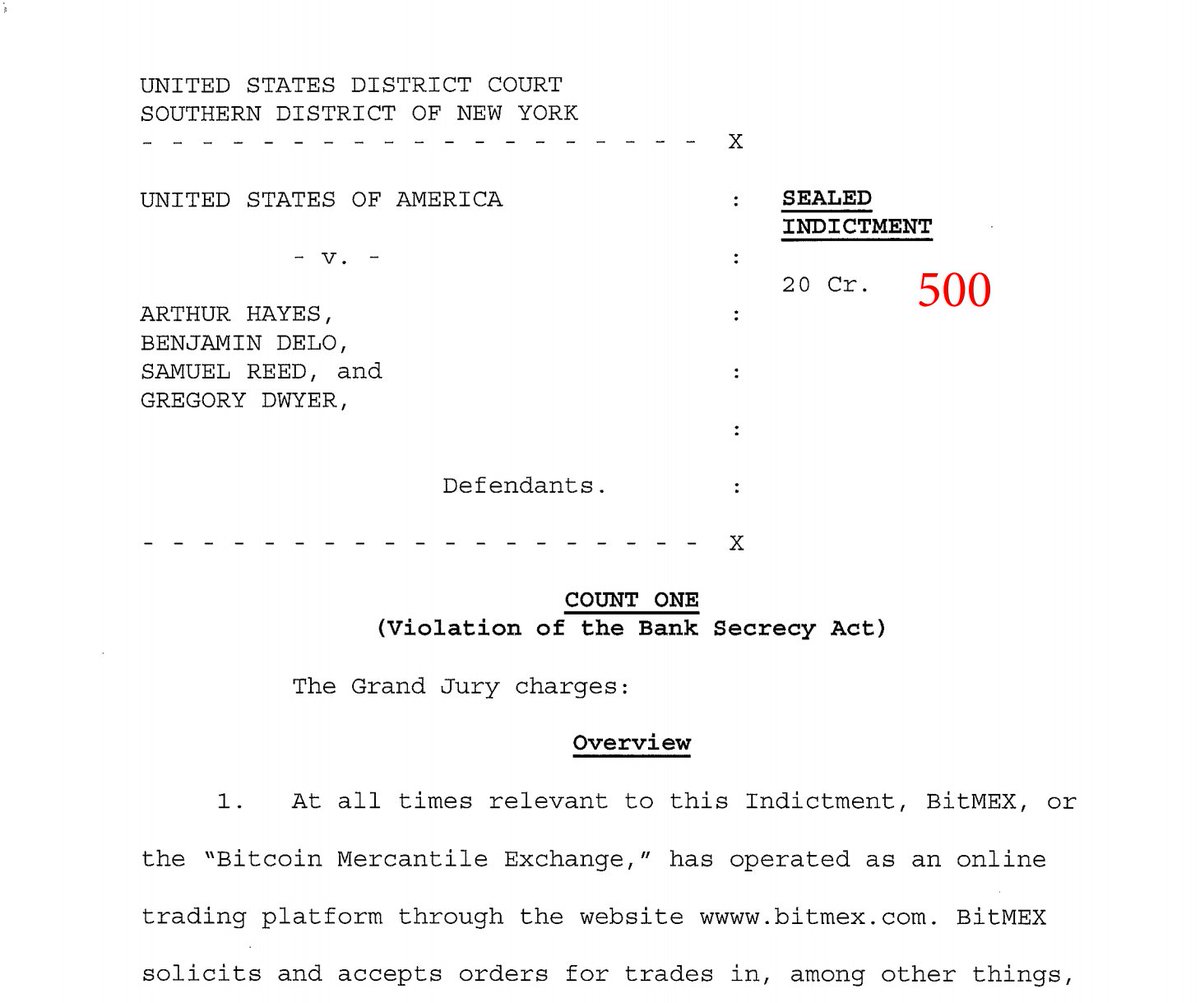 UNITED STATES DISTRICT COURT
SOUTHERN DISTRICT OF NEW YORK
- - - - - - - - - - - - - - - - - - - X
UNITED STATES OF AMERICA : SEALED
INDICTMENT
- v. - :
20 Cr. 500
ARTHUR HAYES, :
BENJAMIN DELO,
SAMUEL REED, and :
GREGORY DWYER,
:
Defendants. :
- - - - - - - - - - - - - - - - - - - X
COUNT ONE
(Violation of the Bank Secrecy Act)
The Grand Jury charges:
Overview
1. At all times relevant to this Indictment, BitMEX, or
the “Bitcoin Mercantile Exchange,” has operated as an online
trading platform through the website wwww.bitmex.com. BitMEX
solicits and accepts orders for trades in, among other things,